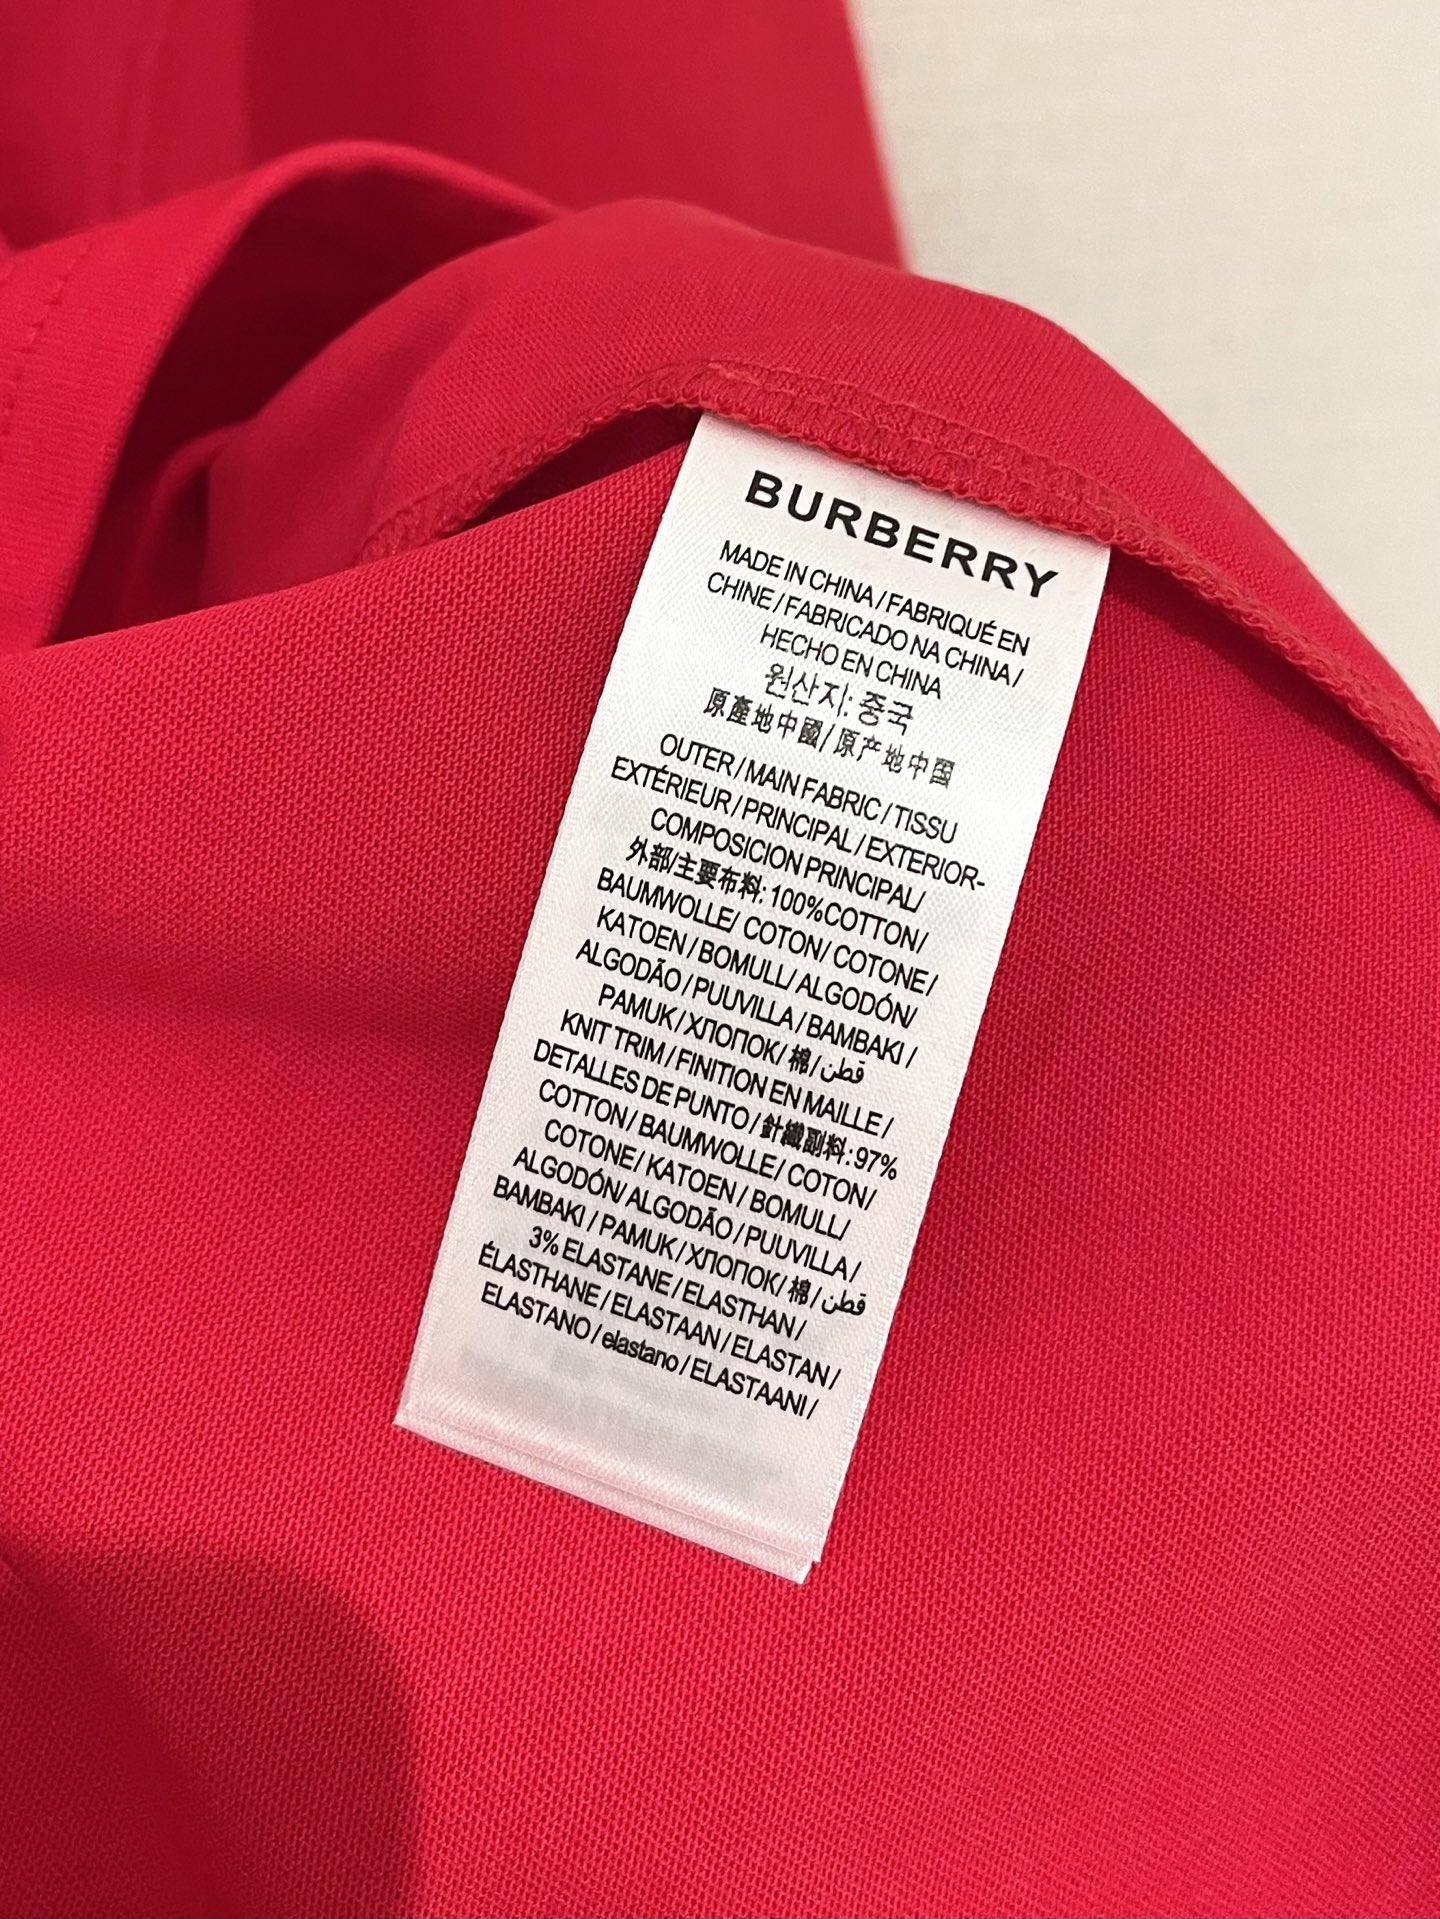 BURBERRY
MADE IN CHINA / FABRIQUÉ EN
CHINE / FABRICADO NA CHINA /
HECHO EN CHINA
원산지: 중국
原產地中國/原产地中国
OUTER / MAIN FABRIC / TISSU
EXTÉRIEUR / PRINCIPAL / EXTERIOR-
COMPOSICION PRINCIPAL/
外部/主要布料: 100%COTTON/
BAUMWOLLE/ COTON/ COTONE/
KATOEN / BOMULL/ ALGODÓN/
ALGODÃO / PUUVILLA / BAMBAKI /
PAMUK / ХЛОПОК/ 棉/ قطن
KNIT TRIM / FINITION EN MAILLE /
DETALLES DE PUNTO / 針織副料: 97%
COTTON/ BAUMWOLLE/ COTON/
COTONE/ KATOEN / BOMULL/
ALGODÓN/ ALGODÃO / PUUVILLA /
BAMBAKI / PAMUK / ХЛОПОК/ 棉/ قطن
3% ELASTANE / ELASTHAN /
ÉLASTHANE / ELASTAAN / ELASTAN /
ELASTANO / elastano / ELASTAANI /